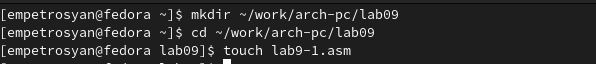 [empetrosyan@fedora ~]$ mkdir ~/work/arch-pc/lab09
[empetrosyan@fedora ~]$ cd ~/work/arch-pc/lab09
[empetrosyan@fedora lab09]$ touch lab9-1.asm